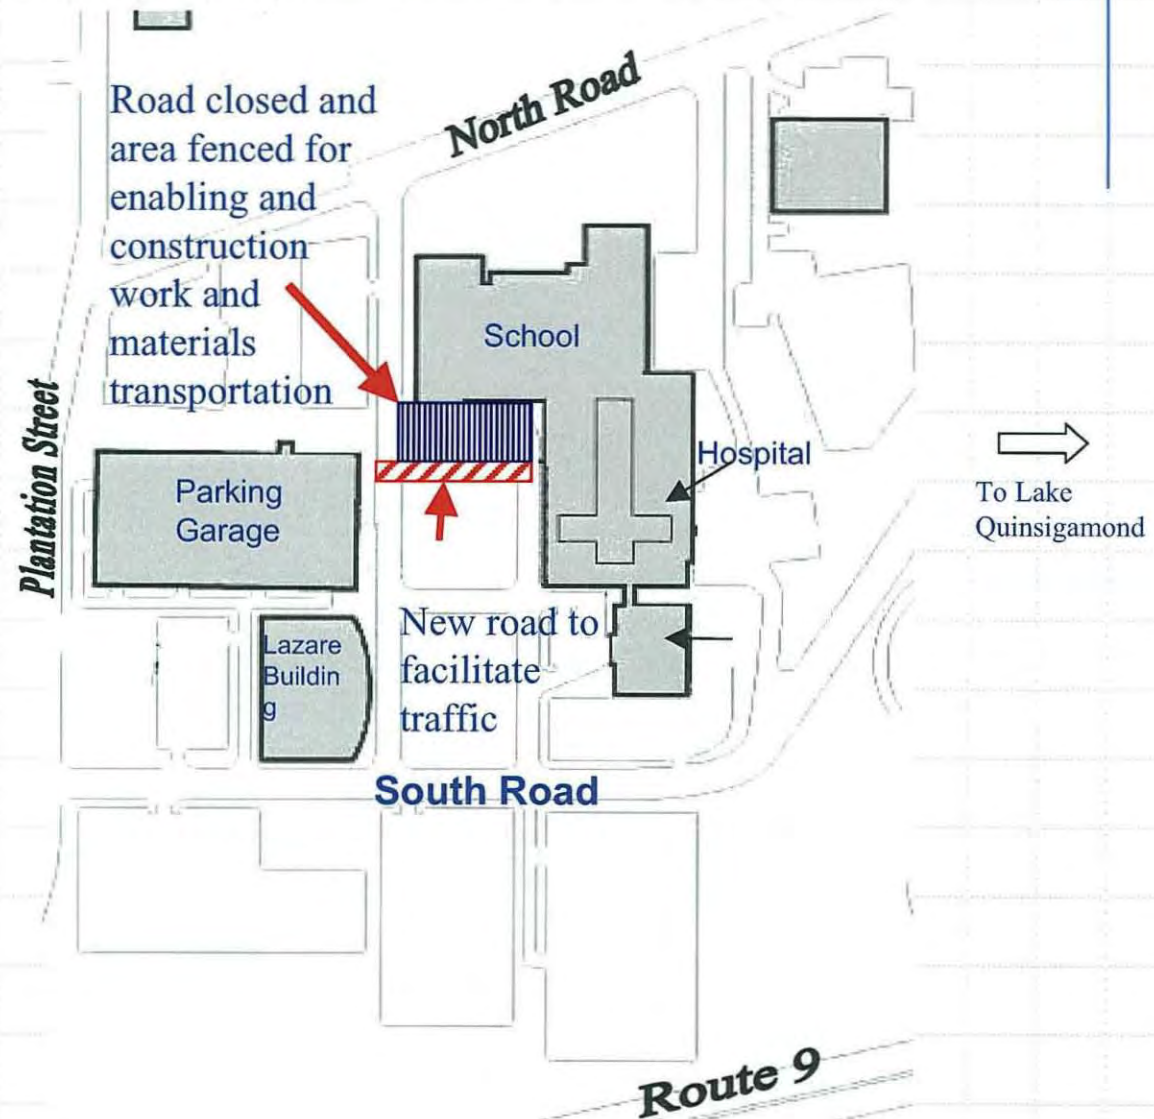 North Road
Road closed and
area fenced for
enabling and
construction
work and
materials
transportation
School
Plantation Street
Hospital
Parking
Garage
To Lake
Quinsigamond
New road to
facilitate
traffic
Lazare
Buildin
g
South Road
Route 9